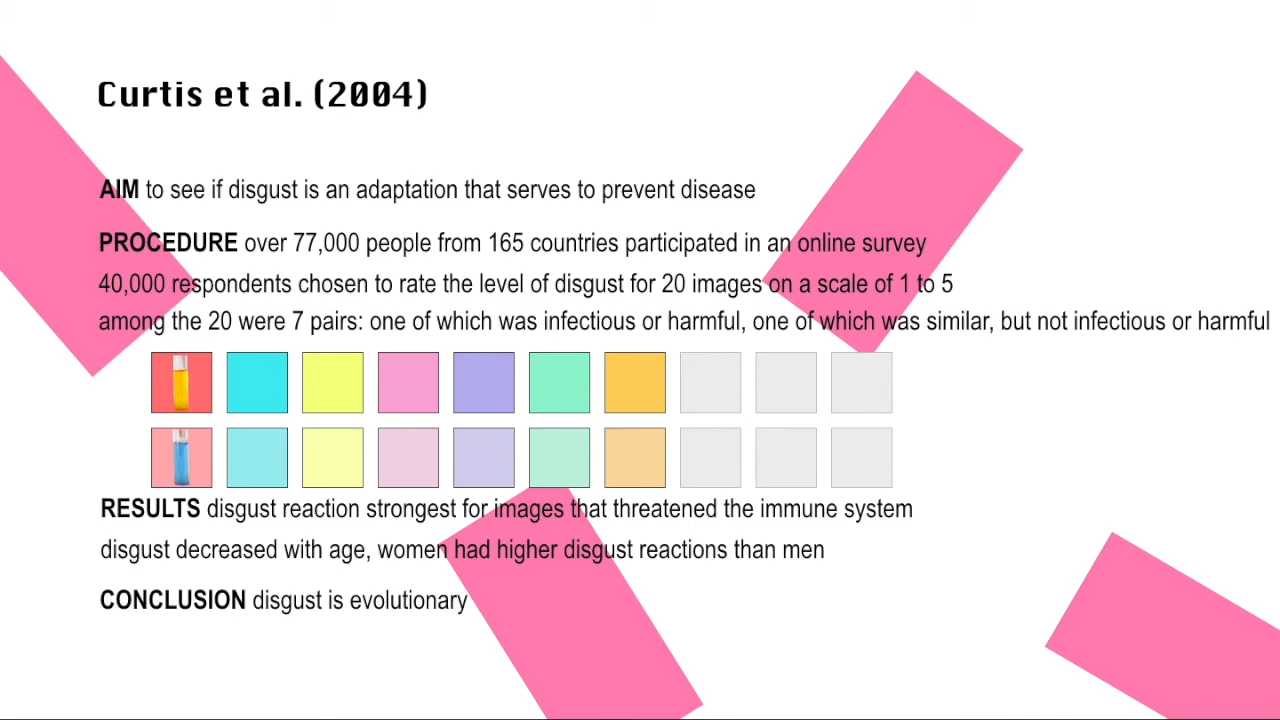 Curtis et al. (2004)
AIM to see if disgust is an adaptation that serves to prevent disease
PROCEDURE over 77,000 people from 165 countries participated in an online survey
40,000 respondents chosen to rate the level of disgust for 20 images on a scale of 1 to 5
among the 20 were 7 pairs: one of which was infectious or harmful, one of which was similar, but not infectious or harmful
RESULTS disgust reaction strongest for images that threatened the immune system
disgust decreased with age, women had higher disgust reactions than men
CONCLUSION disgust is evolutionary